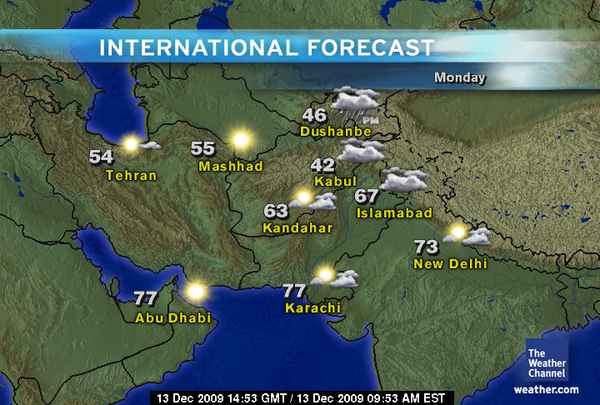 INTERNATIONAL FORECAST
Monday
46
PM
Dushanbe
54
Tehran
55
Mashhad
42
Kabul
67
Islamabad
63
Kandahar
73
New Delhi
77
Abu Dhabi
77
Karachi
The
Weather
Channel
weather.com
13 Dec 2009 14:53 GMT / 13 Dec 2009 09:53 AM EST